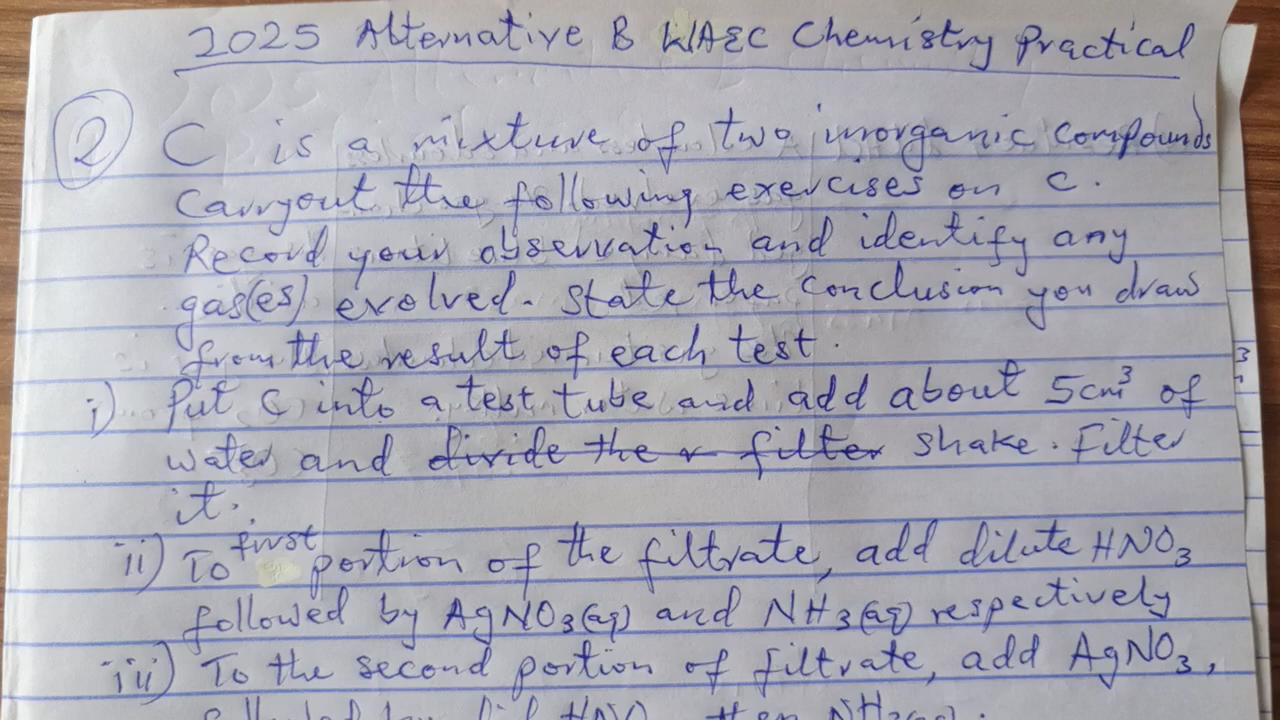 2025 Alternative B WAEC Chemistry Practical
2 C is a mixture of two inorganic compounds
Carryout the following exercises on C.
Record your observation and identify any
gas(es) evolved. State the conclusion you draw
from the result of each test.
i) Put C into a test tube and add about 5cm³ of
water and divide the r filter shake. Filter
it.
ii) To first portion of the filtrate, add dilute HNO3
followed by AgNO3(aq) and NH3(aq) respectively
iii) To the second portion of filtrate, add AgNO3,